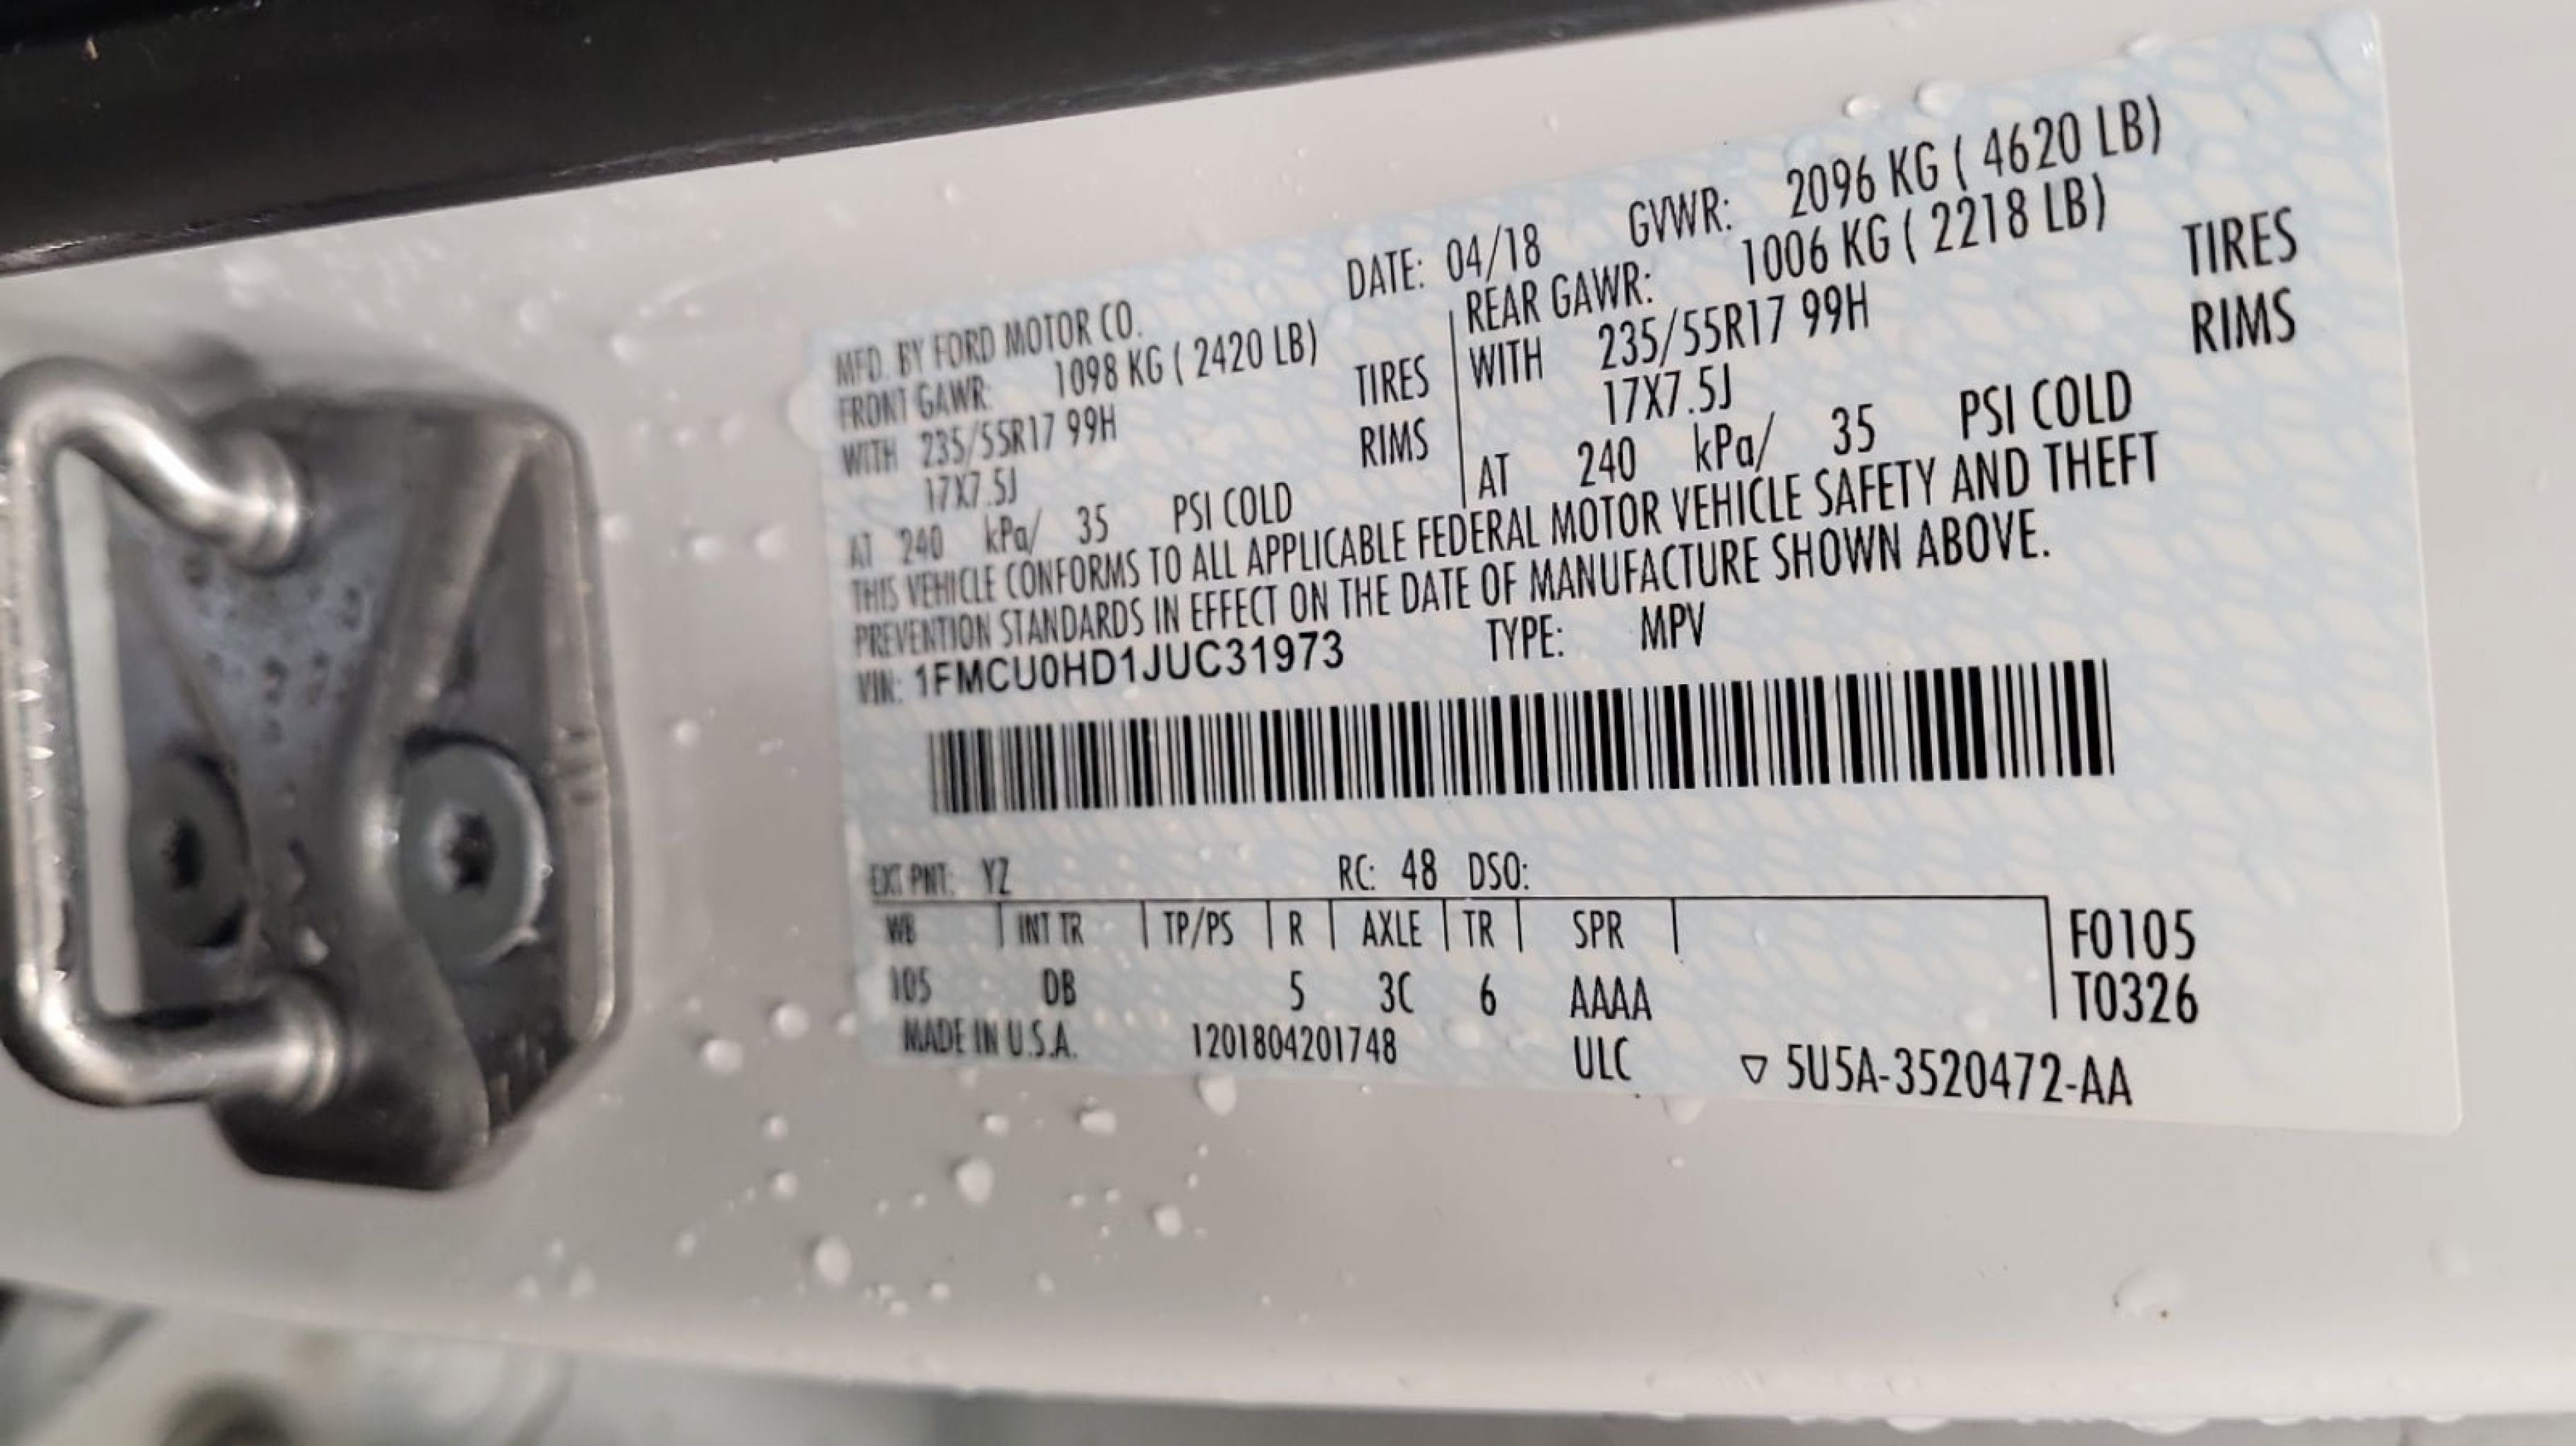 MFD. BY FORD MOTOR CO. DATE: 04/18 GVWR: 2096 KG ( 4620 LB)
FRONT GAWR: 1098 KG ( 2420 LB) REAR GAWR: 1006 KG ( 2218 LB)
WITH 235/55R17 99H TIRES WITH 235/55R17 99H TIRES
17X7.5J RIMS 17X7.5J RIMS
AT 240 kPa/ 35 PSI COLD AT 240 kPa/ 35 PSI COLD
THIS VEHICLE CONFORMS TO ALL APPLICABLE FEDERAL MOTOR VEHICLE SAFETY AND THEFT
PREVENTION STANDARDS IN EFFECT ON THE DATE OF MANUFACTURE SHOWN ABOVE.
VIN: 1FMCU0HD1JUC31973 TYPE: MPV
EXT PNT: YZ RC: 48 DSO:
WB INT TR TP/PS R AXLE TR SPR F0105
105 DB 5 3C 6 AAAA T0326
MADE IN U.S.A. 1201804201748 ULC ▽ 5U5A-3520472-AA